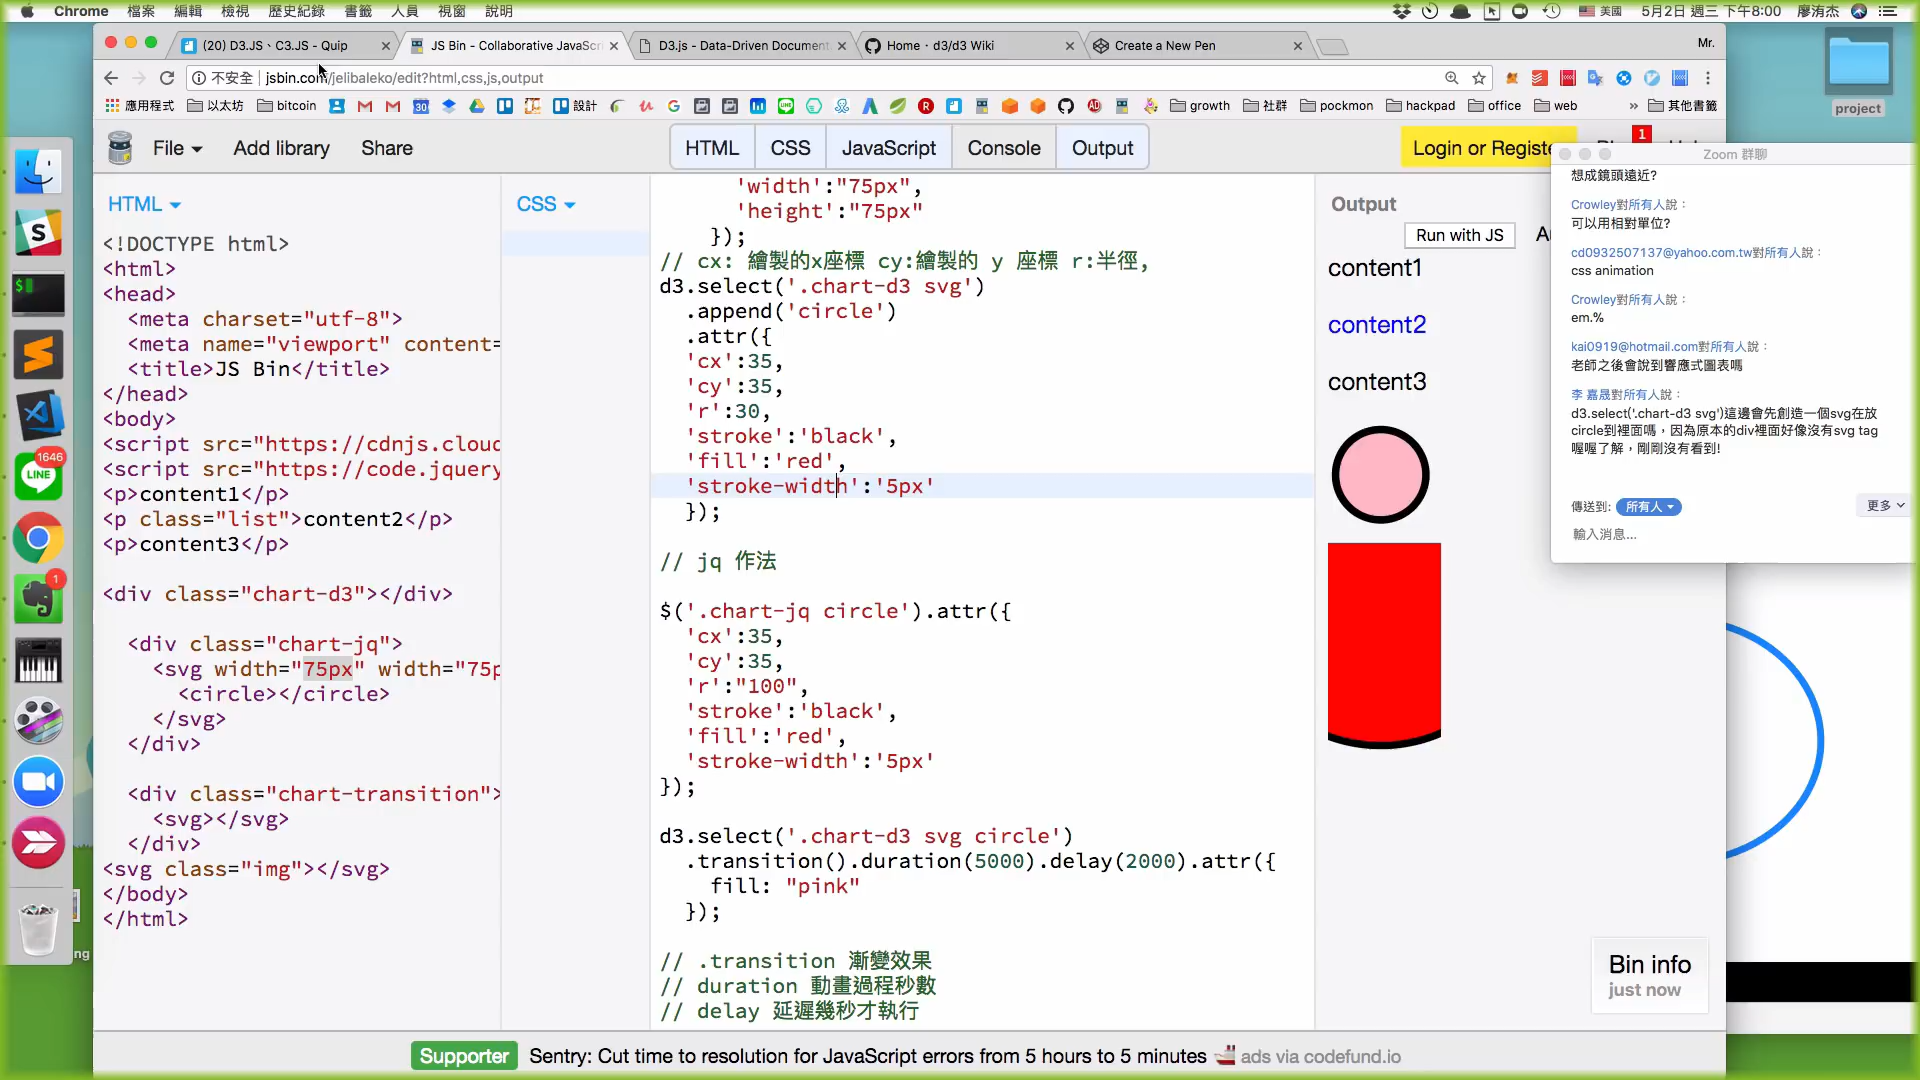 Chrome 檔案 編輯 檢視 歷史紀錄 書籤 人員 視窗 說明
美國 5月2日 週三 下午8:00 廖洧杰
(20) D3.JS、C3.JS - Quip
JS Bin - Collaborative JavaScri
D3.js - Data-Driven Document
Home · d3/d3 Wiki
Create a New Pen
Mr.
不安全 | jsbin.com/jelibaleko/edit?html,css,js,output
應用程式 以太坊 bitcoin 設計 growth 社群 pockmon hackpad office web » 其他書籤
File Add library Share
HTML CSS JavaScript Console Output
Login or Registe
1
HTML
<!DOCTYPE html>
<html>
<head>
<meta charset="utf-8">
<meta name="viewport" content=
<title>JS Bin</title>
</head>
<body>
<script src="https://cdnjs.cloud
<script src="https://code.jquery
<p>content1</p>
<p class="list">content2</p>
<p>content3</p>
<div class="chart-d3"></div>
<div class="chart-jq">
<svg width="75px" width="75p
<circle></circle>
</svg>
</div>
<div class="chart-transition">
<svg></svg>
</div>
<svg class="img"></svg>
</body>
</html>
CSS
'width':"75px",
'height':"75px"
});
// cx: 繪製的x座標 cy:繪製的 y 座標 r:半徑,
d3.select('.chart-d3 svg')
.append('circle')
.attr({
'cx':35,
'cy':35,
'r':30,
'stroke':'black',
'fill':'red',
'stroke-width':'5px'
});
// jq 作法
$('.chart-jq circle').attr({
'cx':35,
'cy':35,
'r':"100",
'stroke':'black',
'fill':'red',
'stroke-width':'5px'
});
d3.select('.chart-d3 svg circle')
.transition().duration(5000).delay(2000).attr({
fill: "pink"
});
// .transition 漸變效果
// duration 動畫過程秒數
// delay 延遲幾秒才執行
Output
Run with JS
content1
content2
content3
Bin info
just now
Zoom 群聊
想成鏡頭遠近?
Crowley對所有人說：
可以用相對單位?
cd0932507137@yahoo.com.tw對所有人說：
css animation
Crowley對所有人說：
em.%
kai0919@hotmail.com對所有人說：
老師之後會說到響應式圖表嗎
李 嘉晟對所有人說：
d3.select('.chart-d3 svg')這邊會先創造一個svg在放
circle到裡面嗎，因為原本的div裡面好像沒有svg tag
喔喔了解，剛剛沒有看到!
傳送到: 所有人
更多
輸入消息...
project
1646
LINE
1
Supporter Sentry: Cut time to resolution for JavaScript errors from 5 hours to 5 minutes ads via codefund.io